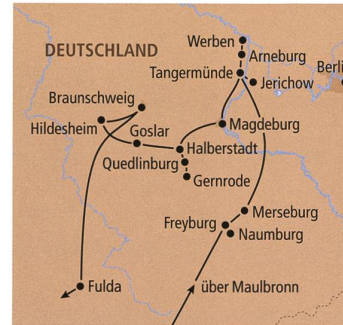 Werben
DEUTSCHLAND
Arneburg
Tangermünde
Berli
Jerichow
Braunschweig
Hildesheim
Goslar
Magdeburg
Halberstadt
Quedlinburg
Gernrode
Merseburg
Freyburg
Naumburg
Fulda
über Maulbronn